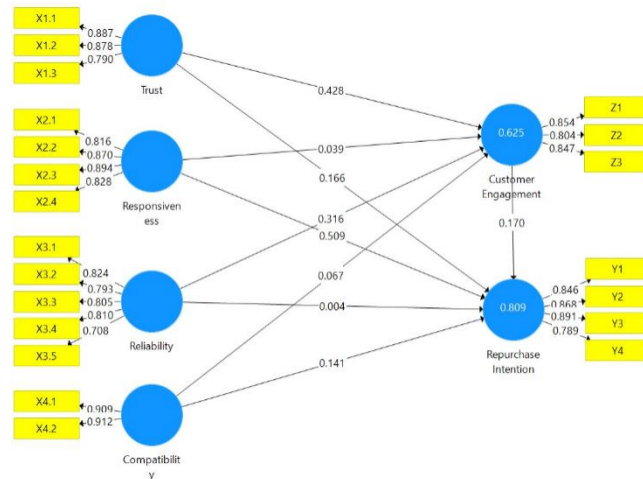 X1.1
X1.2
X1.3
0.887
0.878
0.790
Trust
X2.1
X2.2
X2.3
X2.4
0.816
0.870
0.894
0.828
Responsiven
ess
X3.1
X3.2
X3.3
X3.4
X3.5
0.824
0.793
0.805
0.810
0.708
Reliability
X4.1
X4.2
0.909
0.912
Compatibilit
y
0.428
0.039
0.166
0.316
0.509
0.067
0.004
0.141
0.625
Customer
Engagement
0.854
0.804
0.847
Z1
Z2
Z3
0.170
0.809
Repurchase
Intention
0.846
0.868
0.891
0.789
Y1
Y2
Y3
Y4